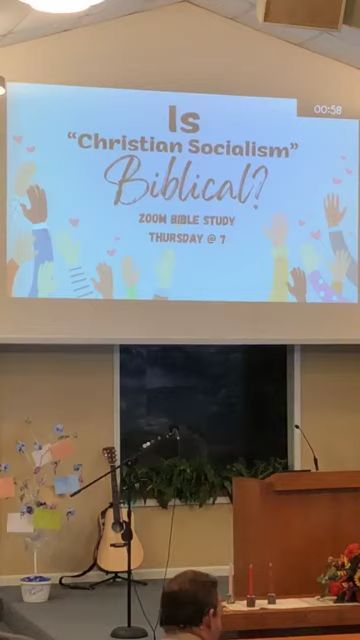 00:58
Is
“Christian Socialism”
Biblical?
ZOOM BIBLE STUDY
THURSDAY @ 7